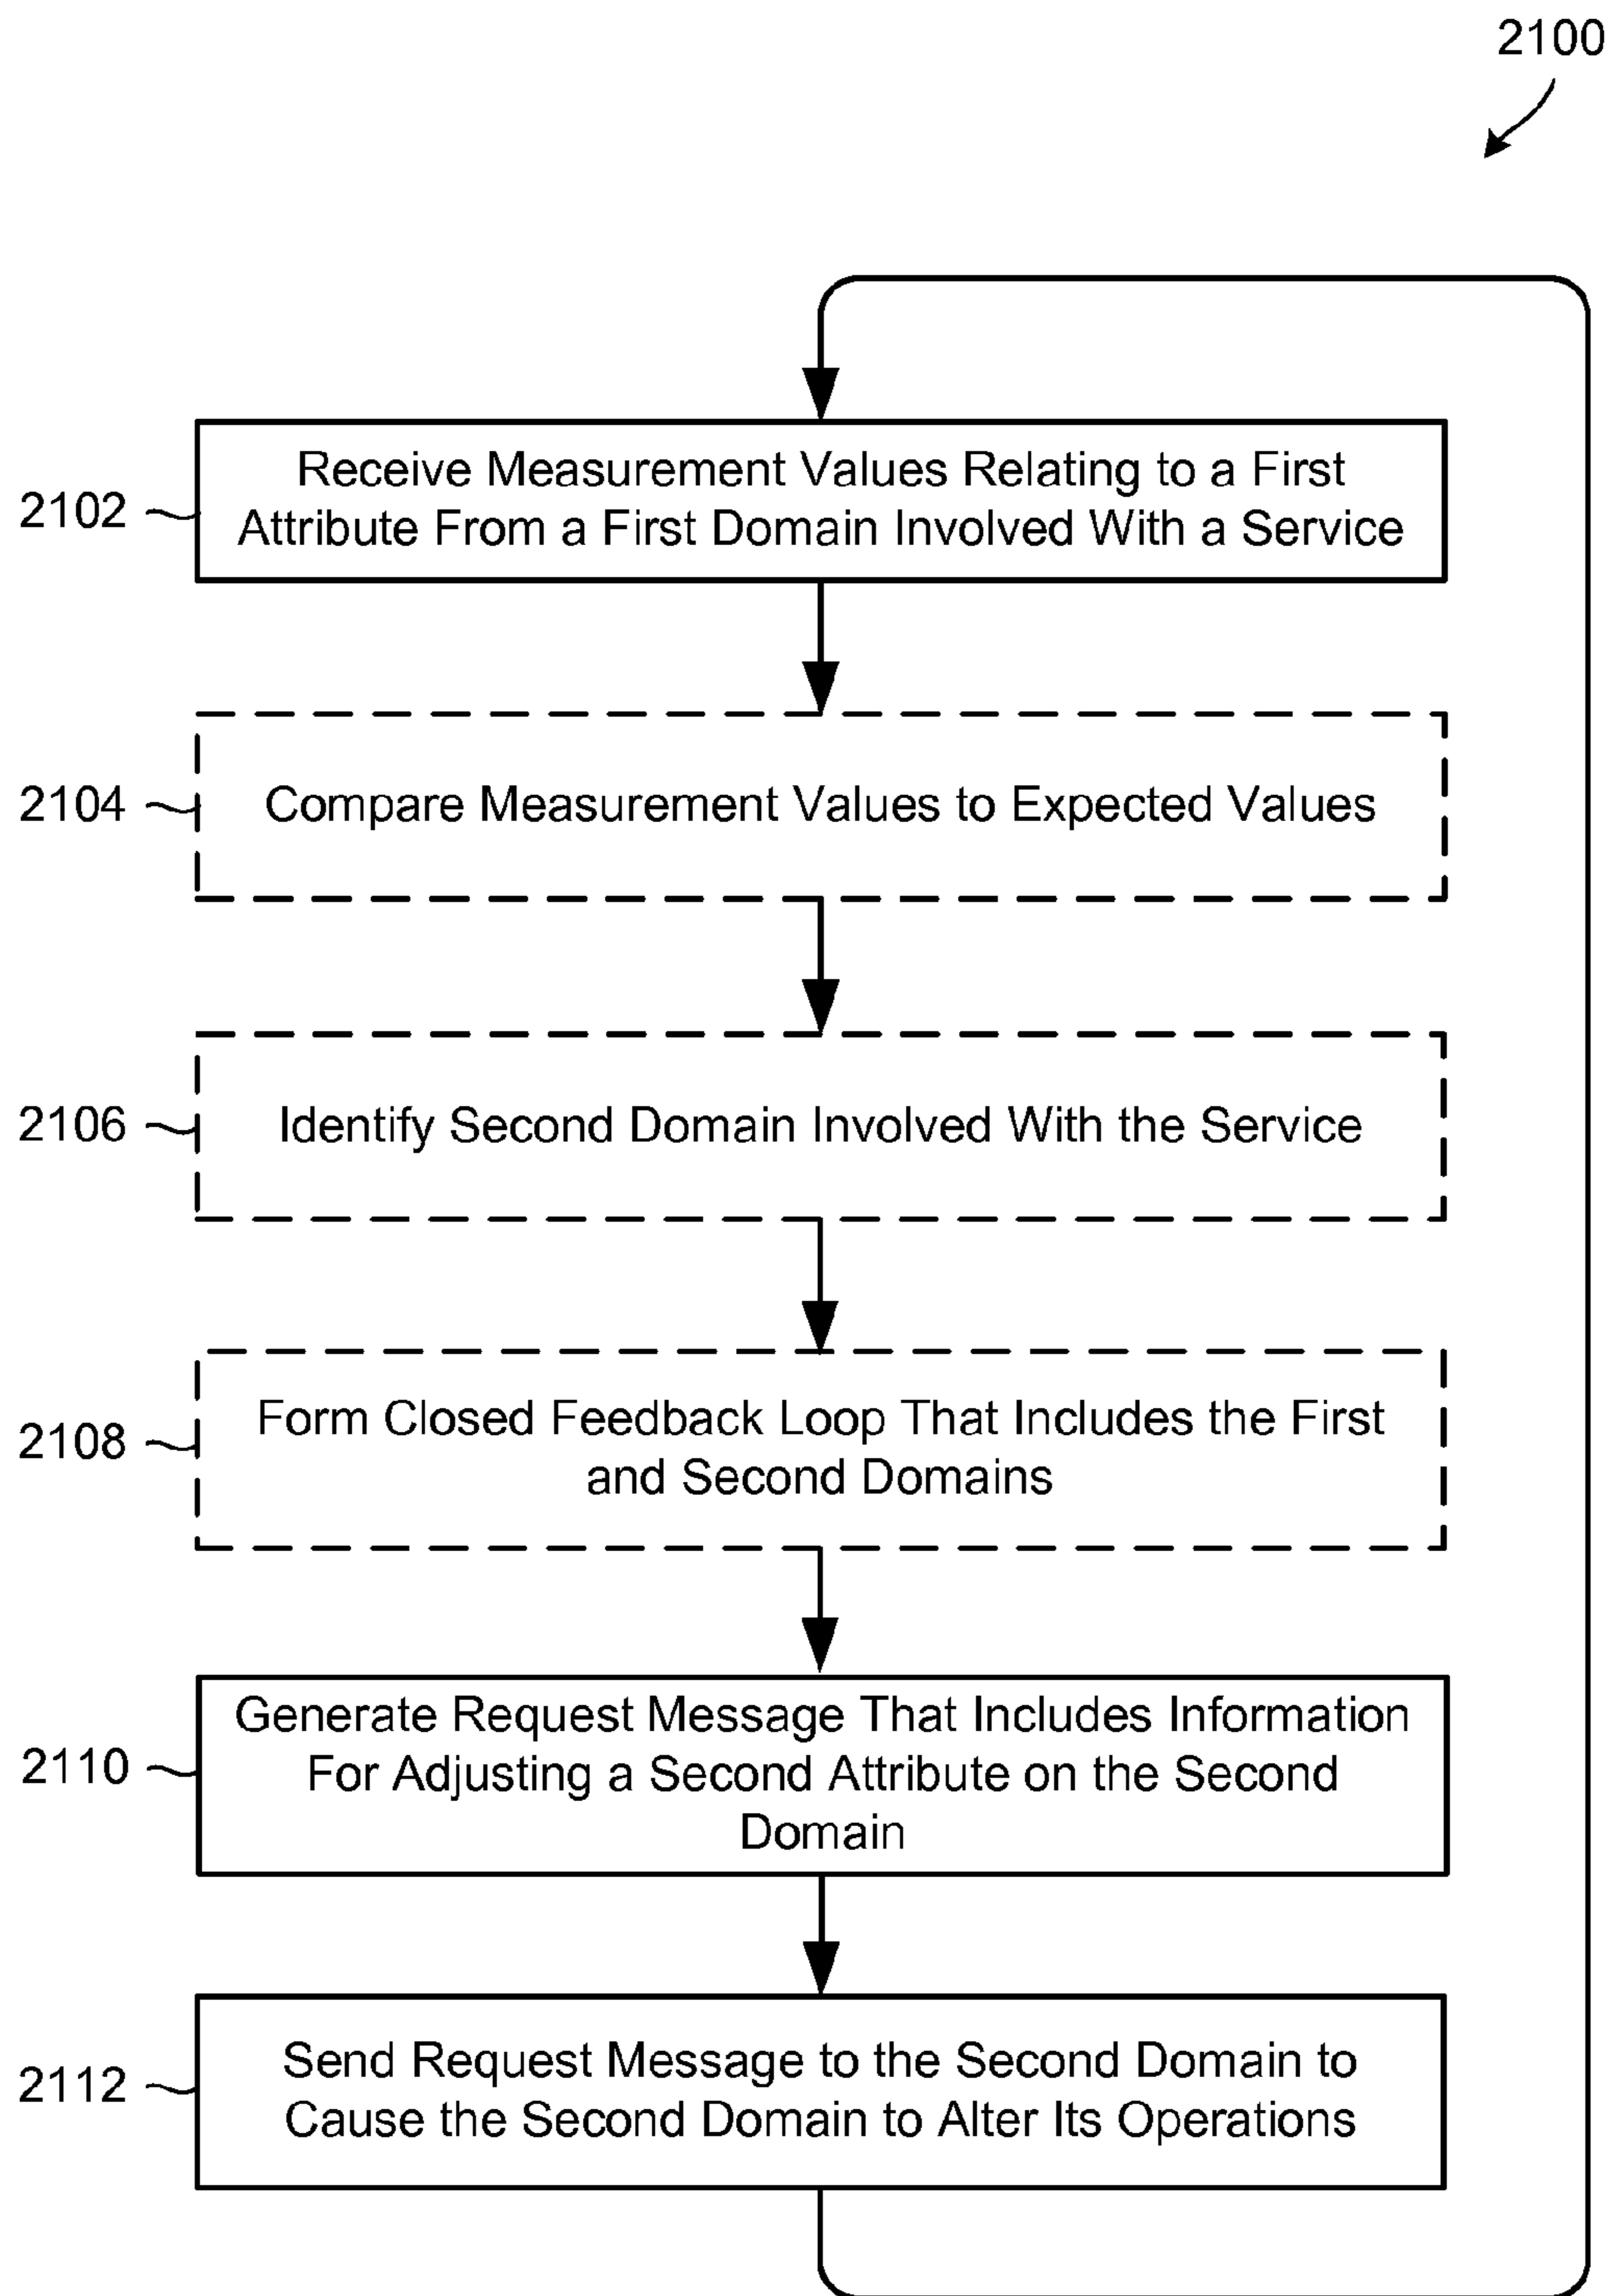 2100
2102
Receive Measurement Values Relating to a First
Attribute From a First Domain Involved With a Service
2104
Compare Measurement Values to Expected Values
2106
Identify Second Domain Involved With the Service
2108
Form Closed Feedback Loop That Includes the First
and Second Domains
2110
Generate Request Message That Includes Information
For Adjusting a Second Attribute on the Second
Domain
2112
Send Request Message to the Second Domain to
Cause the Second Domain to Alter Its Operations